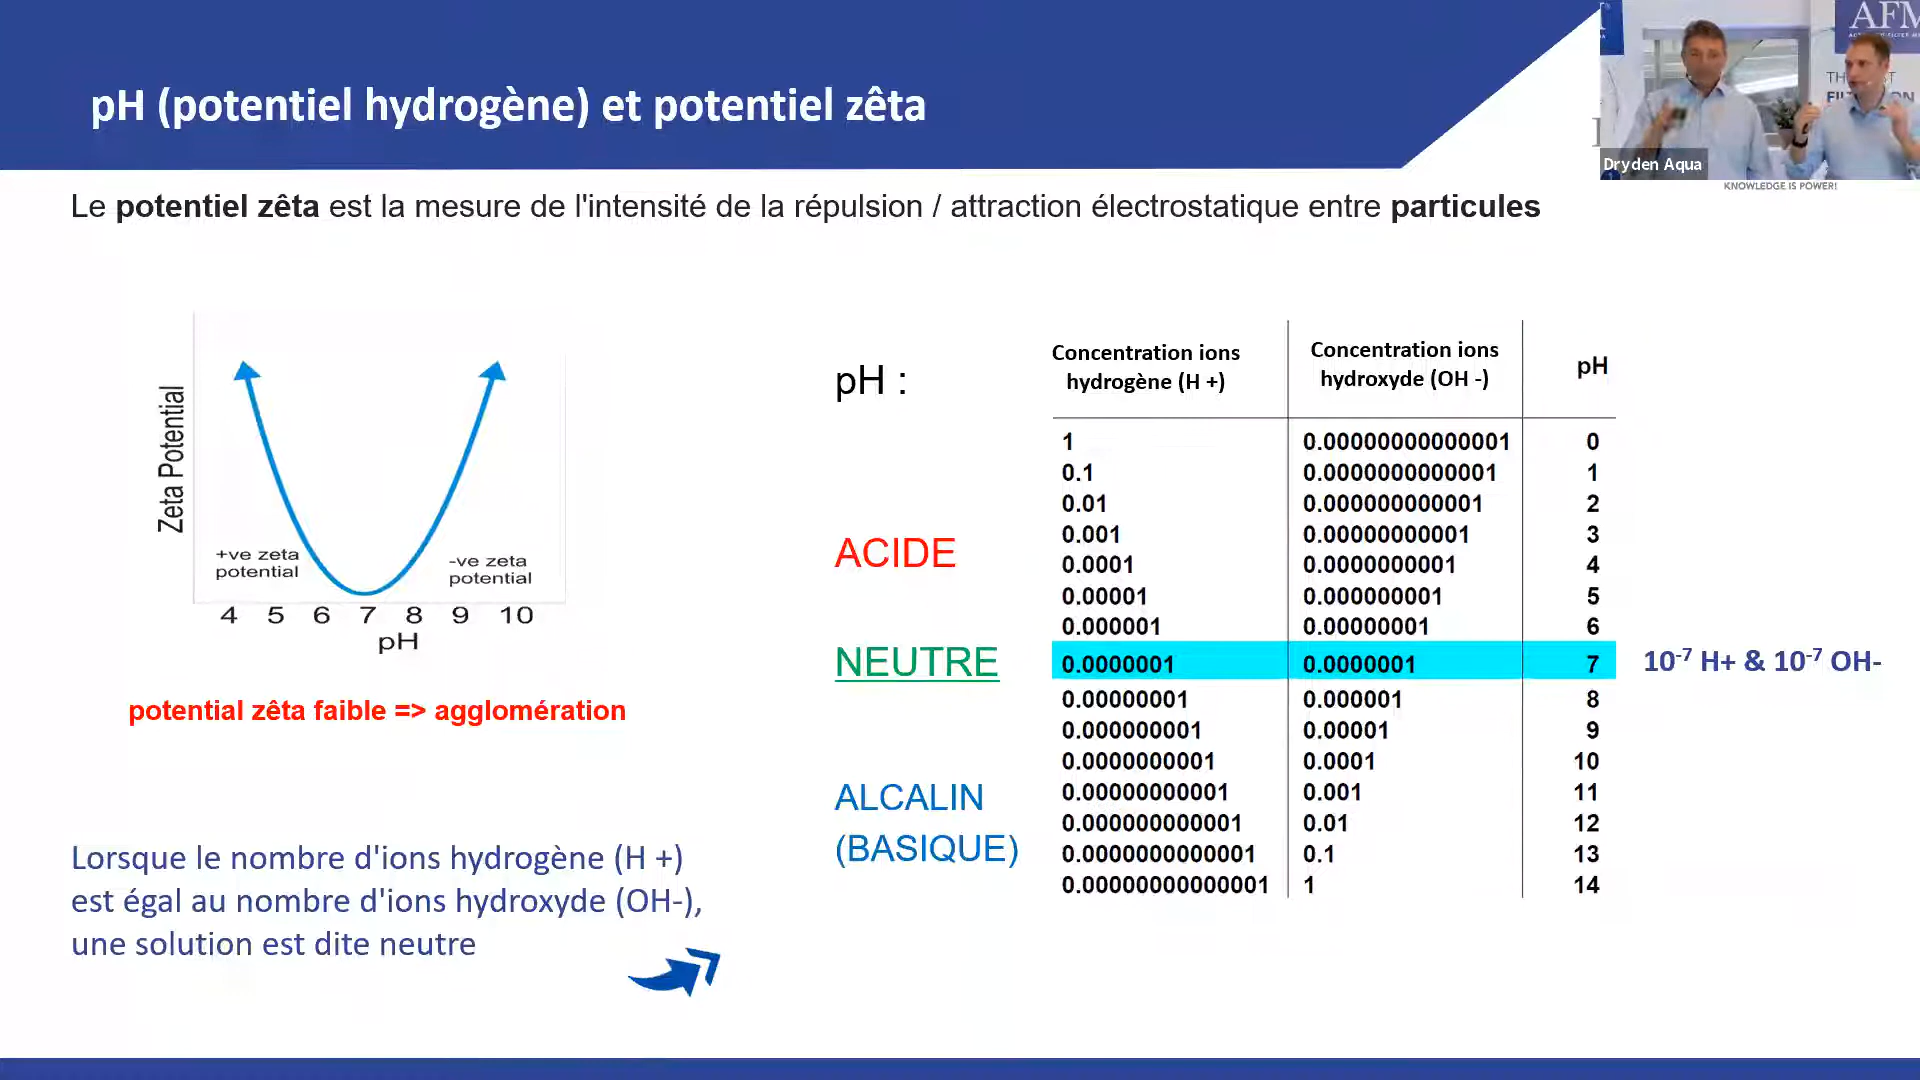 pH (potentiel hydrogène) et potentiel zêta
Dryden Aqua
KNOWLEDGE IS POWER!
Le potentiel zêta est la mesure de l'intensité de la répulsion / attraction électrostatique entre particules
Zeta Potential
+ve zeta
potential
-ve zeta
potential
4 5 6 7 8 9 10
pH
potential zêta faible => agglomération
Lorsque le nombre d'ions hydrogène (H +)
est égal au nombre d'ions hydroxyde (OH-),
une solution est dite neutre
pH :
ACIDE
NEUTRE
ALCALIN
(BASIQUE)
Concentration ions
hydrogène (H +)
Concentration ions
hydroxyde (OH -)
pH
1 0.00000000000001 0
0.1 0.0000000000001 1
0.01 0.000000000001 2
0.001 0.00000000001 3
0.0001 0.0000000001 4
0.00001 0.000000001 5
0.000001 0.00000001 6
0.0000001 0.0000001 7
0.00000001 0.000001 8
0.000000001 0.00001 9
0.0000000001 0.0001 10
0.00000000001 0.001 11
0.000000000001 0.01 12
0.0000000000001 0.1 13
0.00000000000001 1 14
10-7 H+ & 10-7 OH-